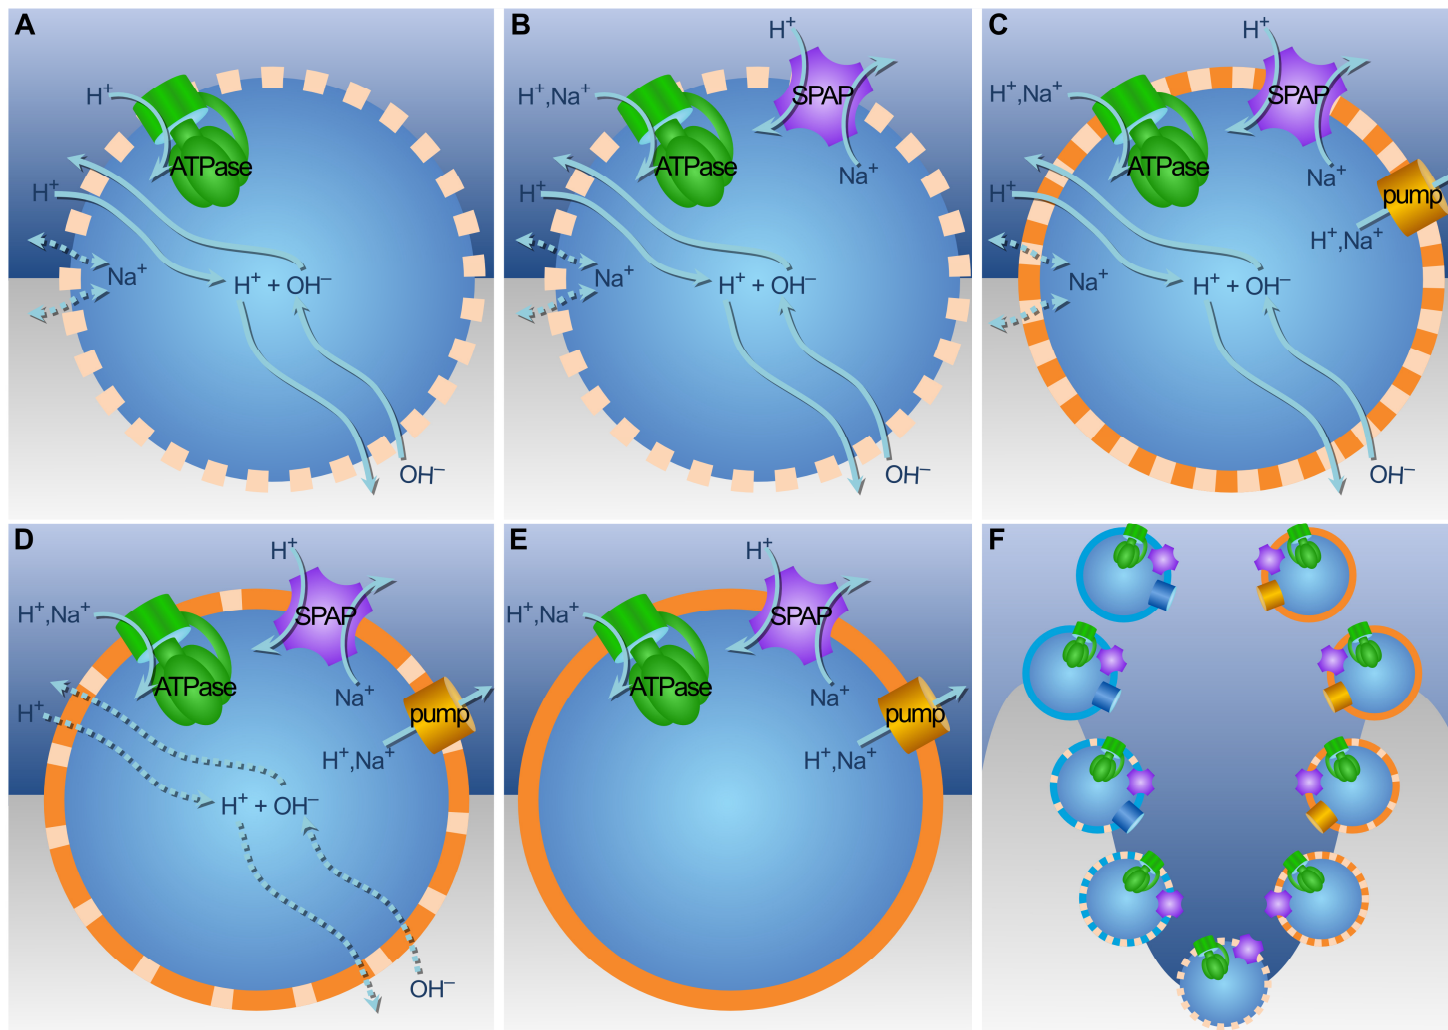 A
H⁺
ATPase
H⁺
Na⁺
H⁺ + OH⁻
OH⁻
B
H⁺
H⁺,Na⁺
SPAP
ATPase
Na⁺
H⁺
Na⁺
H⁺ + OH⁻
OH⁻
C
H⁺
H⁺,Na⁺
SPAP
ATPase
Na⁺
H⁺
pump
H⁺,Na⁺
Na⁺
H⁺ + OH⁻
OH⁻
D
H⁺
H⁺,Na⁺
SPAP
ATPase
Na⁺
H⁺
pump
H⁺,Na⁺
H⁺ + OH⁻
OH⁻
E
H⁺
H⁺,Na⁺
SPAP
ATPase
Na⁺
pump
H⁺,Na⁺
F